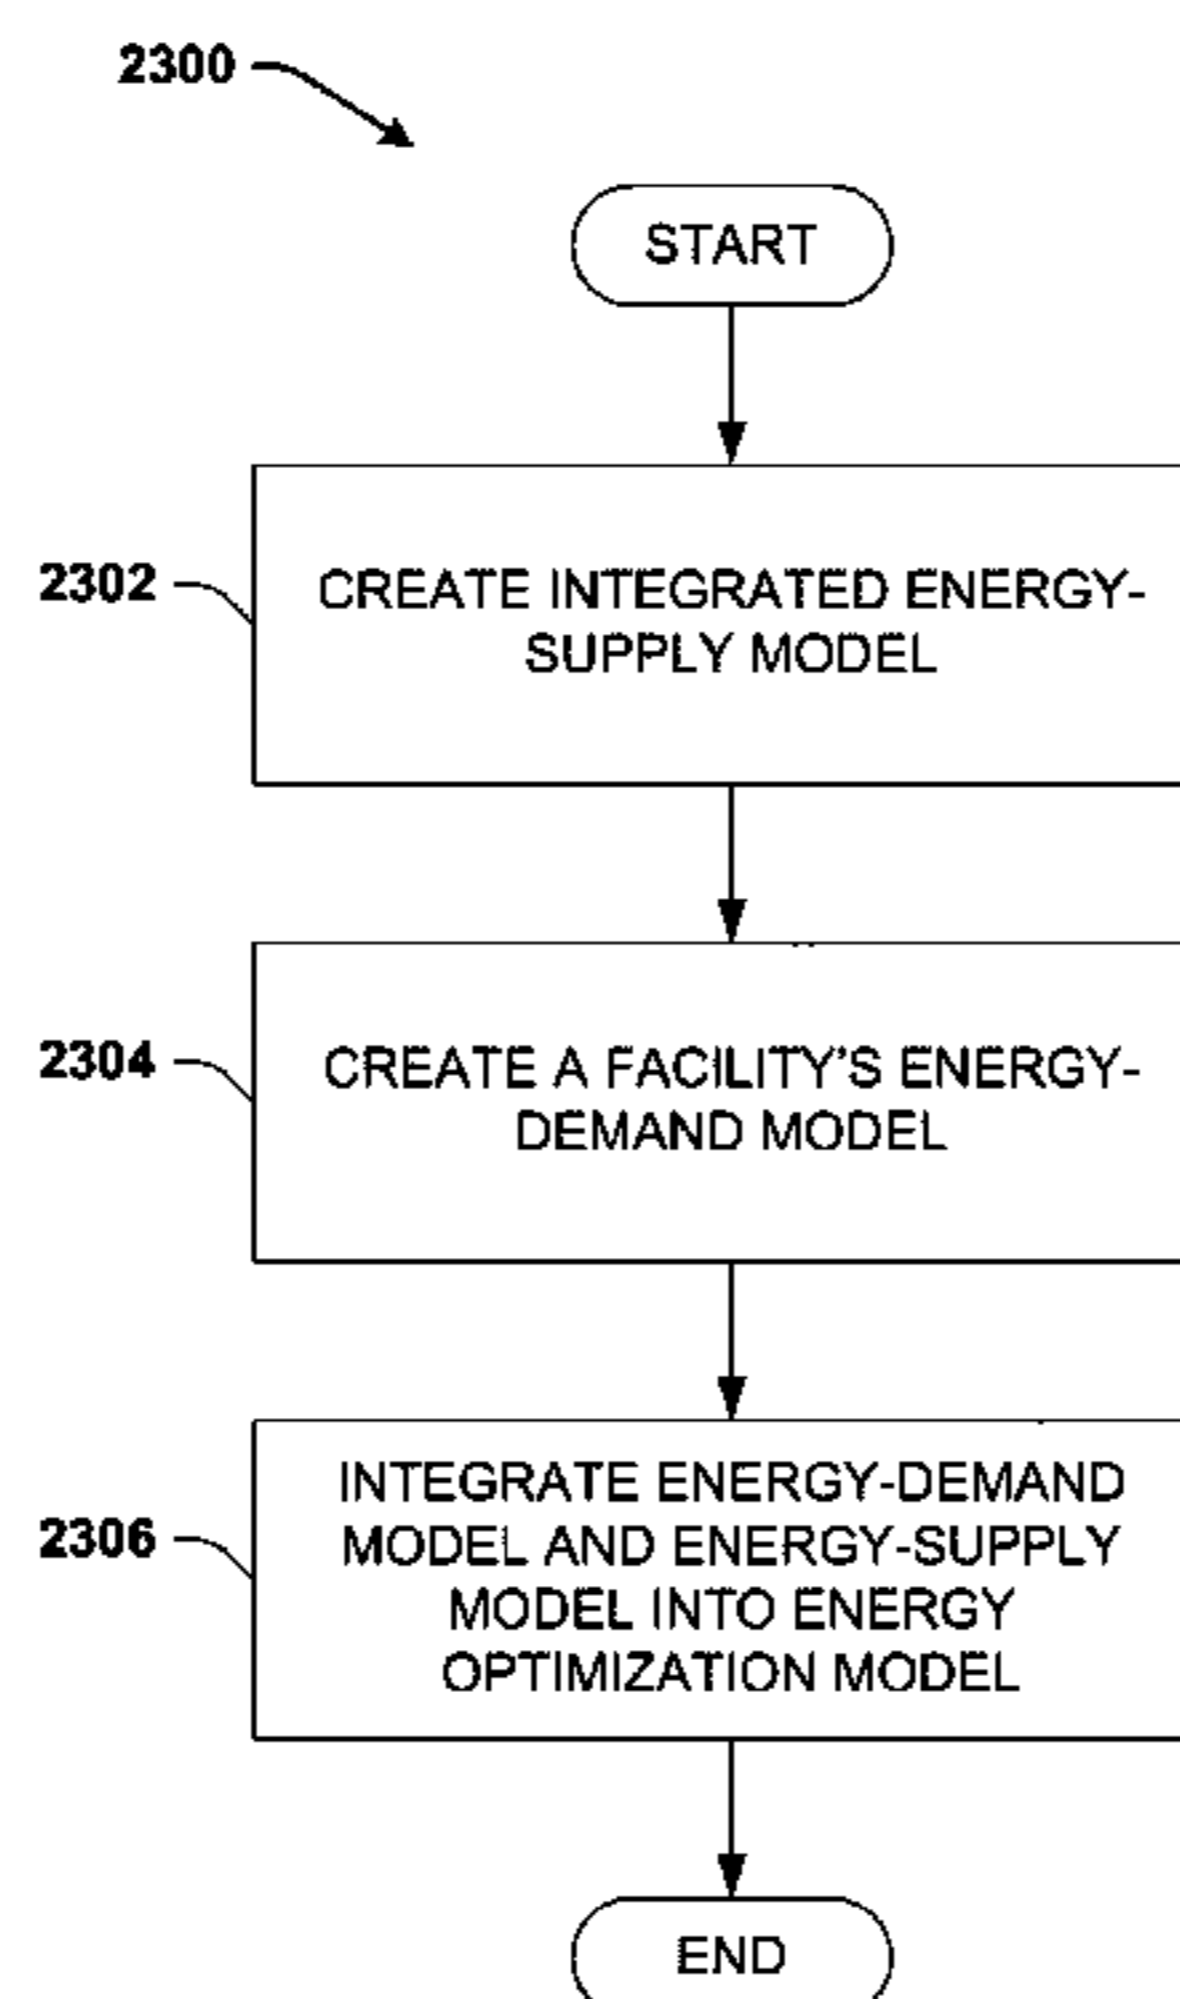 2300
START
2302
CREATE INTEGRATED ENERGY-
SUPPLY MODEL
2304
CREATE A FACILITY'S ENERGY-
DEMAND MODEL
2306
INTEGRATE ENERGY-DEMAND
MODEL AND ENERGY-SUPPLY
MODEL INTO ENERGY
OPTIMIZATION MODEL
END